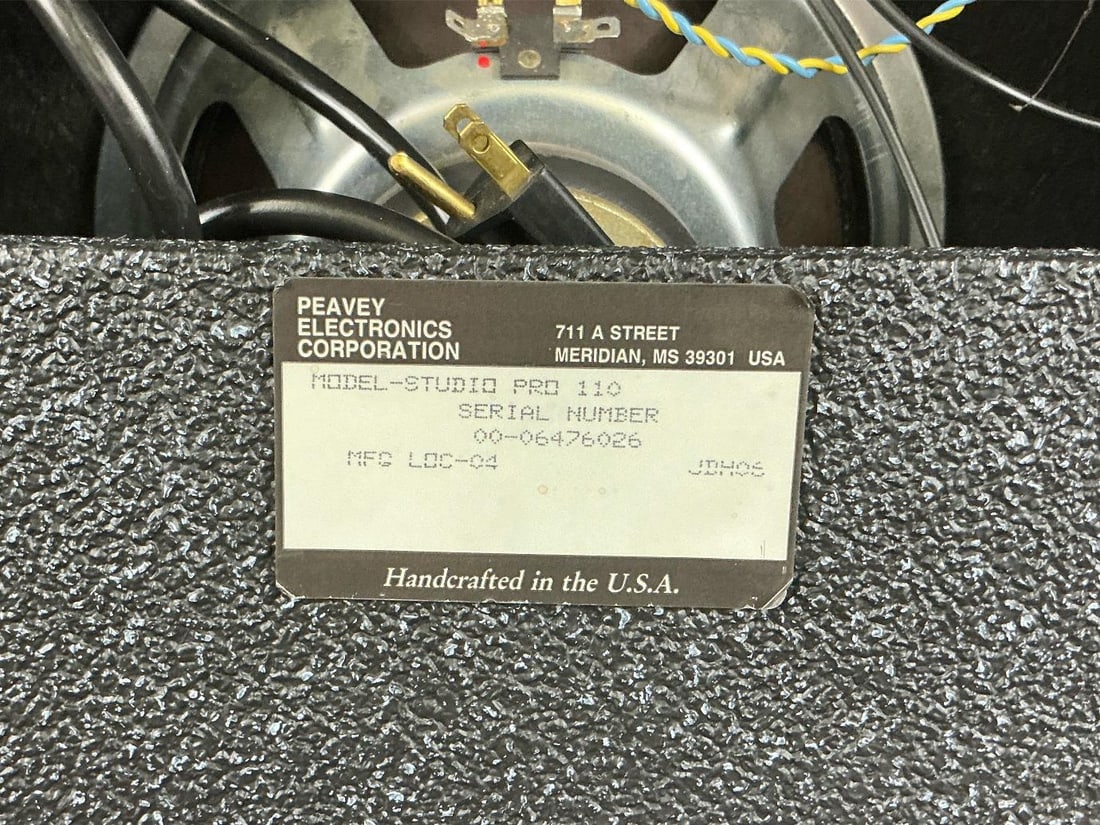 PEAVEY
ELECTRONICS
CORPORATION
711 A STREET
MERIDIAN, MS 39301 USA
MODEL-STUDIO PRO 110
SERIAL NUMBER
00-06476026
MFG LOC-04 JDH06
Handcrafted in the U.S.A.